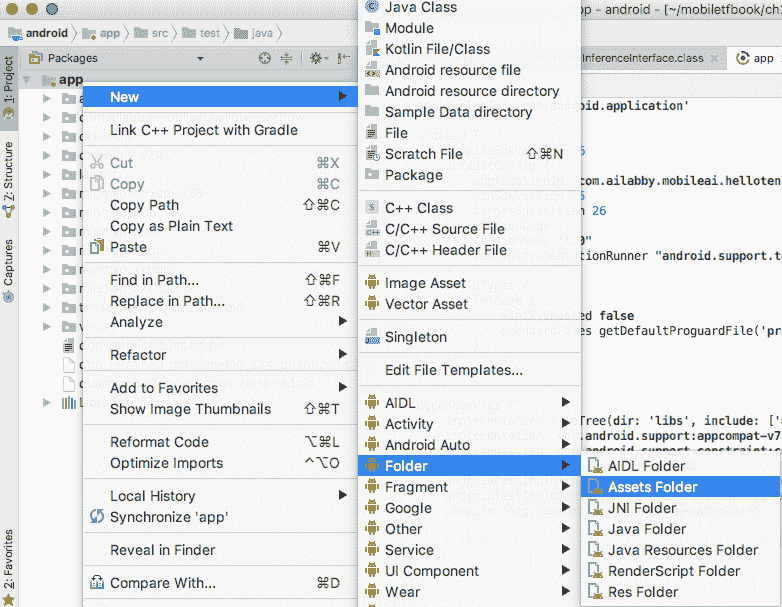 pp – android – [~/mobiletfbook/ch
android app src test java
Packages
InferenceInterface.class app
1: Project
Z: Structure
Captures
2: Favorites
app
New
Link C++ Project with Gradle
Cut ⌘X
Copy ⌘C
Copy Path ⇧⌘C
Copy as Plain Text
Paste ⌘V
Find in Path... ⇧⌘F
Replace in Path... ⇧⌘R
Analyze
Refactor
Add to Favorites
Show Image Thumbnails ⇧⌘T
Reformat Code ⌥⌘L
Optimize Imports ^⌥O
Local History
Synchronize 'app'
Reveal in Finder
Compare With... ⌘D
Java Class
Module
Kotlin File/Class
Android resource file
Android resource directory
Sample Data directory
File
Scratch File ⇧⌘N
Package
C++ Class
C/C++ Source File
C/C++ Header File
Image Asset
Vector Asset
Singleton
Edit File Templates...
AIDL
Activity
Android Auto
Folder
Fragment
Google
Other
Service
UI Component
Wear
AIDL Folder
Assets Folder
JNI Folder
Java Folder
Java Resources Folder
RenderScript Folder
Res Folder
android.application'
com.ailabby.mobileai.helloten
26
ionRunner "android.support.te
false
getDefaultProguardFile('pro
Tree(dir: 'libs', include: ['*
android.support:appcompat-v7